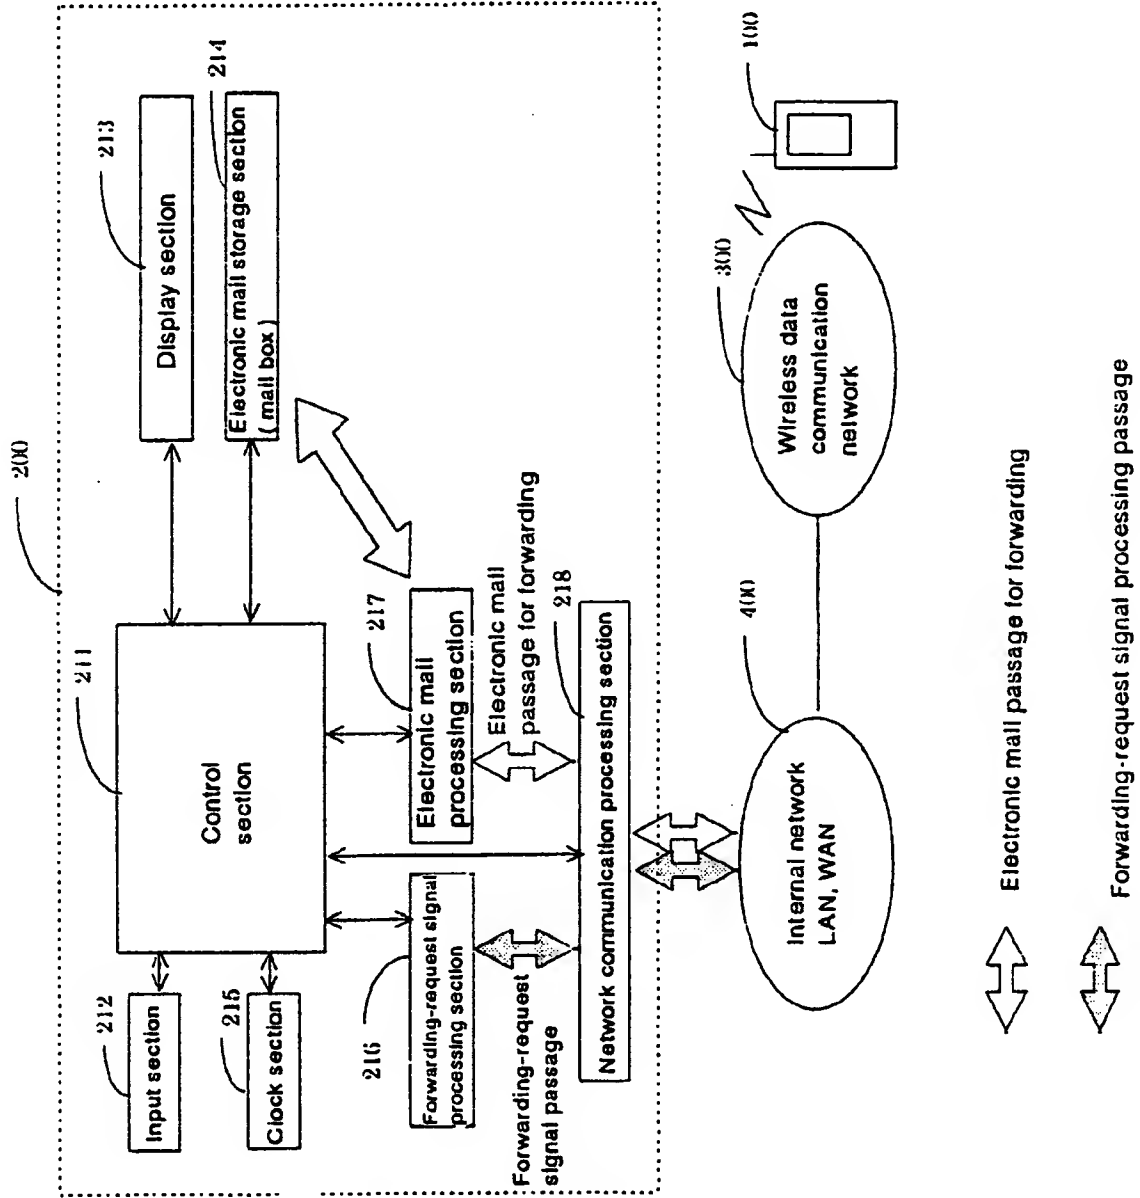 200
211
Control
section
212
Input section
215
Clock section
213
Display section
214
Electronic mail storage section
( mail box )
216
Forwarding-request signal
processing section
217
Electronic mail
processing section
Forwarding-request
signal passage
Electronic mail
passage for forwarding
218
Network communication processing section
400
Internal network
LAN, WAN
300
Wireless data
communication
network
100
Electronic mail passage for forwarding
Forwarding-request signal processing passage